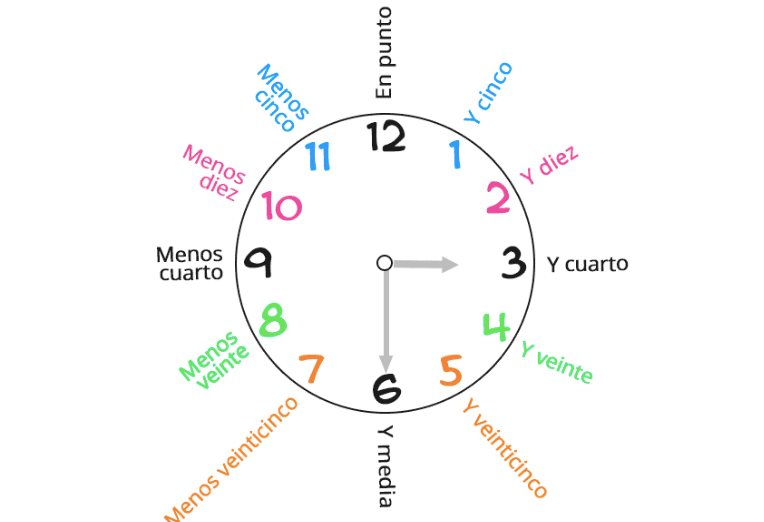 En punto
Menos
cinco
Y cinco
12
11
1
Menos
diez
Y diez
10
2
Menos
cuarto
9
3
Y cuarto
8
4
Menos
veinte
Y veinte
7
5
6
Menos veinticinco
Y media
Y veinticinco